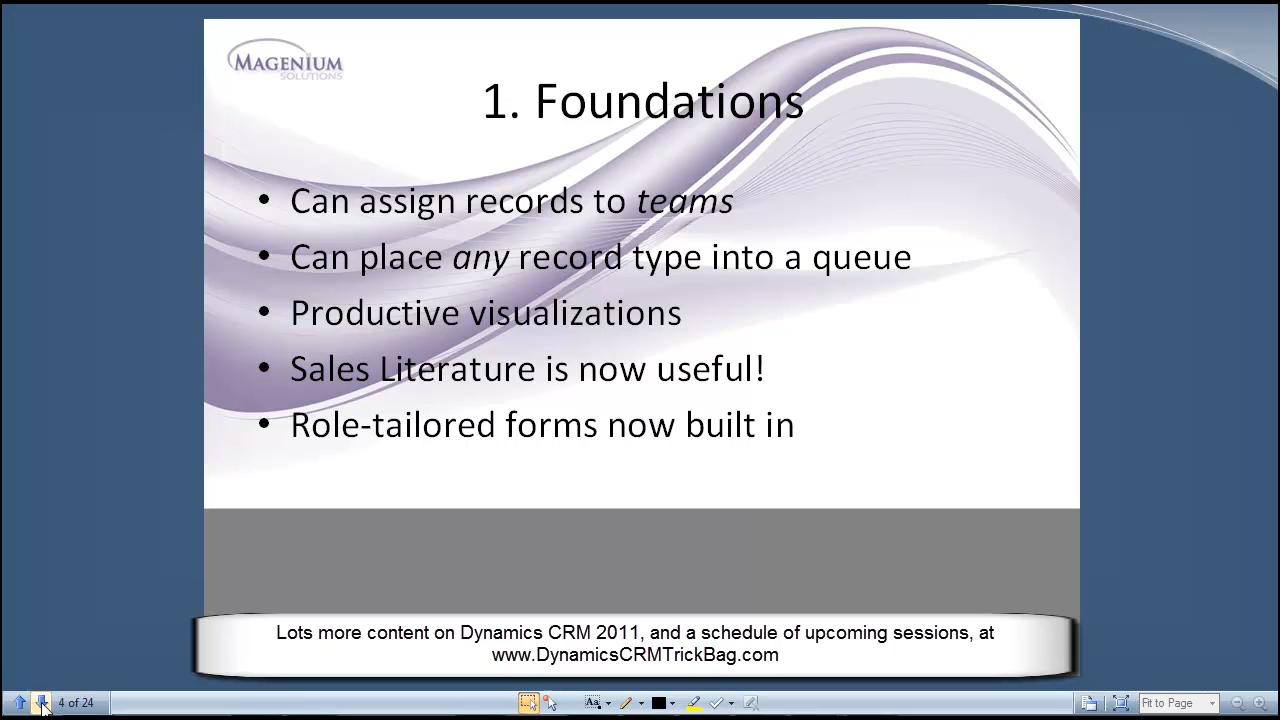 MAGENIUM
SOLUTIONS
1. Foundations
• Can assign records to teams
• Can place any record type into a queue
• Productive visualizations
• Sales Literature is now useful!
• Role-tailored forms now built in
Lots more content on Dynamics CRM 2011, and a schedule of upcoming sessions, at
www.DynamicsCRMTrickBag.com
4 of 24
Aa
Fit to Page